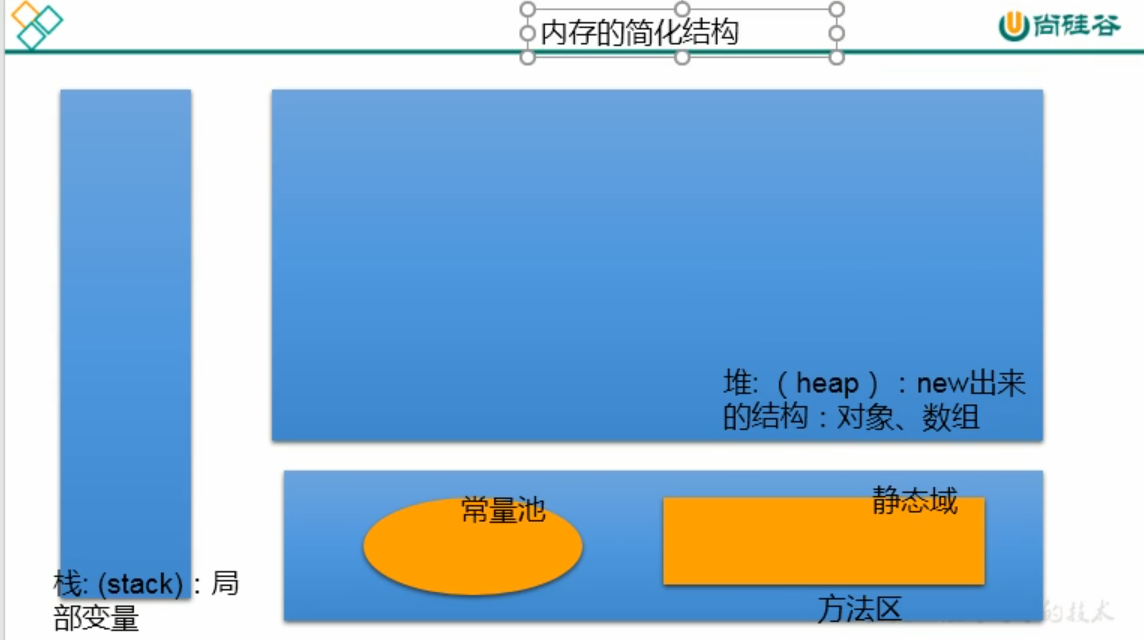 内存的简化结构
尚硅谷
堆: （heap）：new出来
的结构：对象、数组
常量池
静态域
栈: (stack)：局
部变量
方法区
的技术